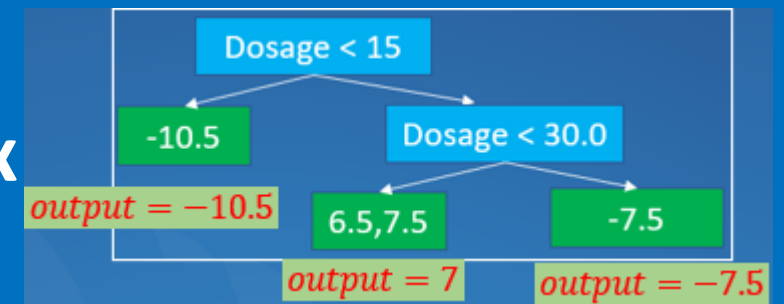 Dosage < 15
-10.5
Dosage < 30.0
x
output = −10.5
6.5,7.5
-7.5
output = 7
output = −7.5